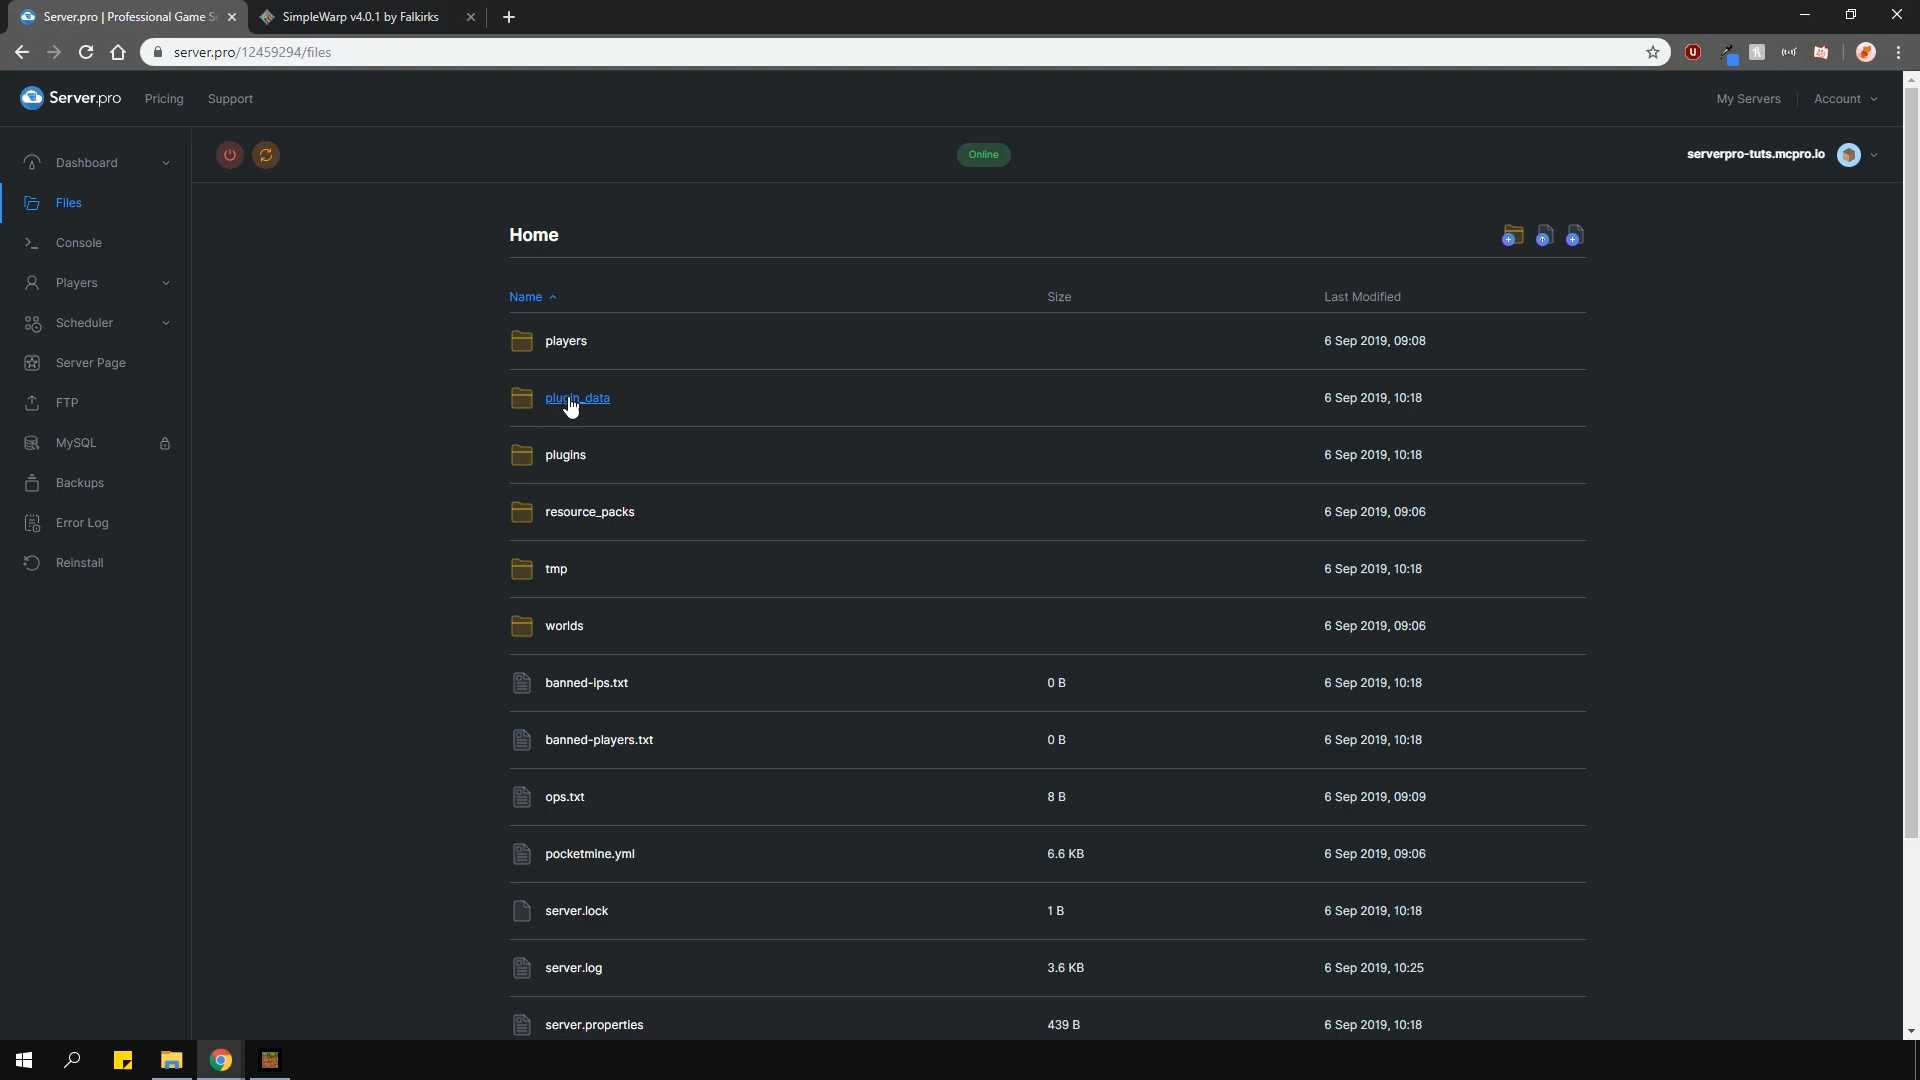 Server.pro | Professional Game S
SimpleWarp v4.0.1 by Falkirks
server.pro/12459294/files
Server.pro
Pricing
Support
My Servers
Account
Dashboard
Online
serverpro-tuts.mcpro.io
Files
Console
Players
Scheduler
Server Page
FTP
MySQL
Backups
Error Log
Reinstall
Home
Name Size Last Modified
players 6 Sep 2019, 09:08
plugin_data 6 Sep 2019, 10:18
plugins 6 Sep 2019, 10:18
resource_packs 6 Sep 2019, 09:06
tmp 6 Sep 2019, 10:18
worlds 6 Sep 2019, 09:06
banned-ips.txt 0 B 6 Sep 2019, 10:18
banned-players.txt 0 B 6 Sep 2019, 10:18
ops.txt 8 B 6 Sep 2019, 09:09
pocketmine.yml 6.6 KB 6 Sep 2019, 09:06
server.lock 1 B 6 Sep 2019, 10:18
server.log 3.6 KB 6 Sep 2019, 10:25
server.properties 439 B 6 Sep 2019, 10:18